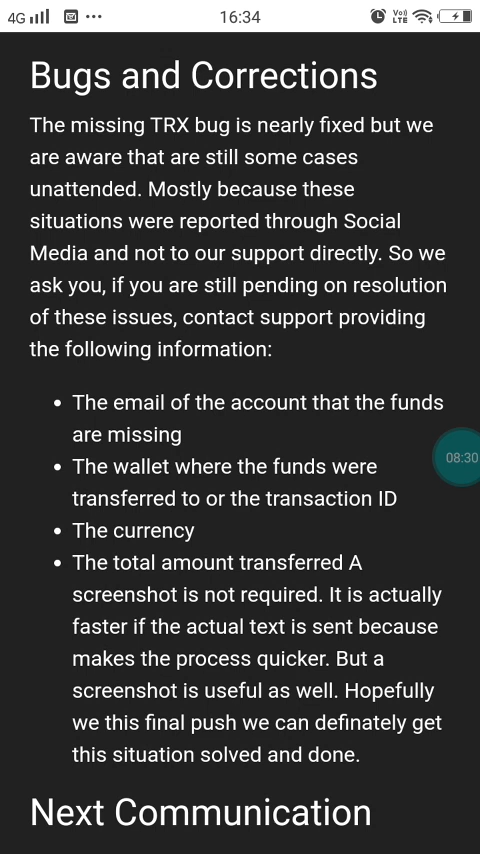 4G 16:34 Vo) LTE
Bugs and Corrections
The missing TRX bug is nearly fixed but we
are aware that are still some cases
unattended. Mostly because these
situations were reported through Social
Media and not to our support directly. So we
ask you, if you are still pending on resolution
of these issues, contact support providing
the following information:
• The email of the account that the funds
are missing
• The wallet where the funds were
transferred to or the transaction ID
08:30
• The currency
• The total amount transferred A
screenshot is not required. It is actually
faster if the actual text is sent because
makes the process quicker. But a
screenshot is useful as well. Hopefully
we this final push we can definately get
this situation solved and done.
Next Communication